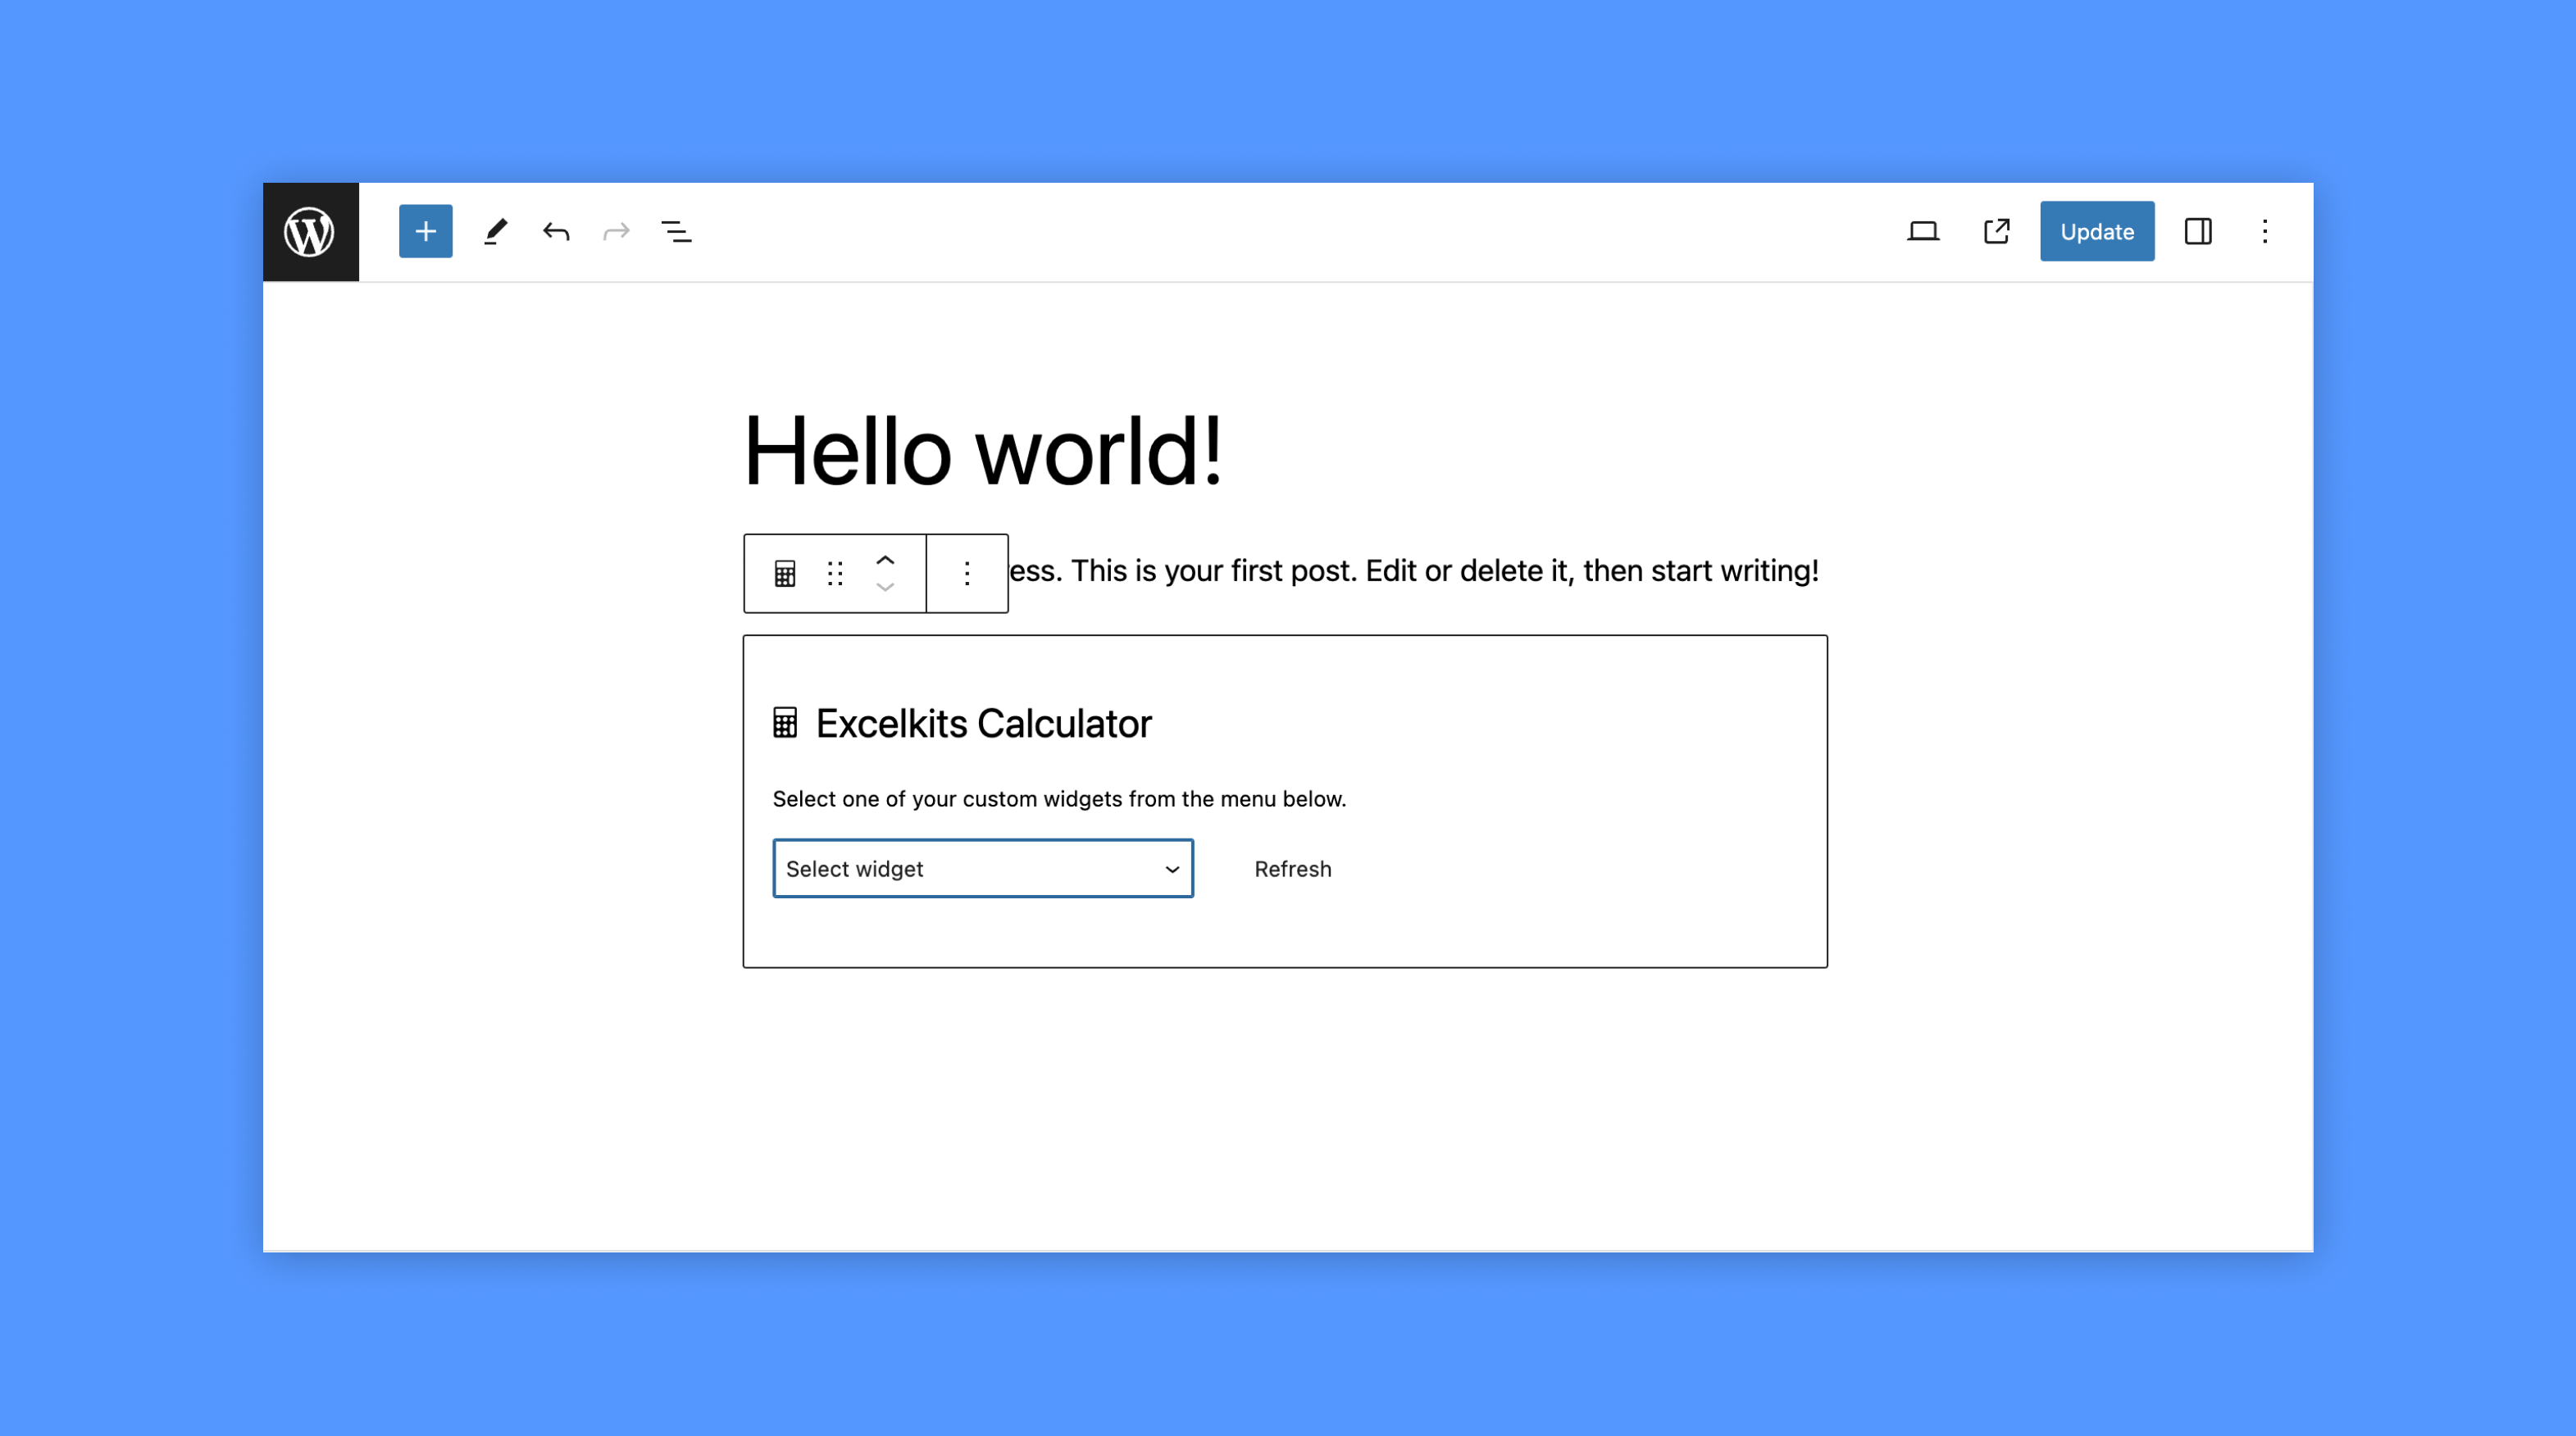 Update
Hello world!
ess. This is your first post. Edit or delete it, then start writing!
Excelkits Calculator
Select one of your custom widgets from the menu below.
Select widget
Refresh